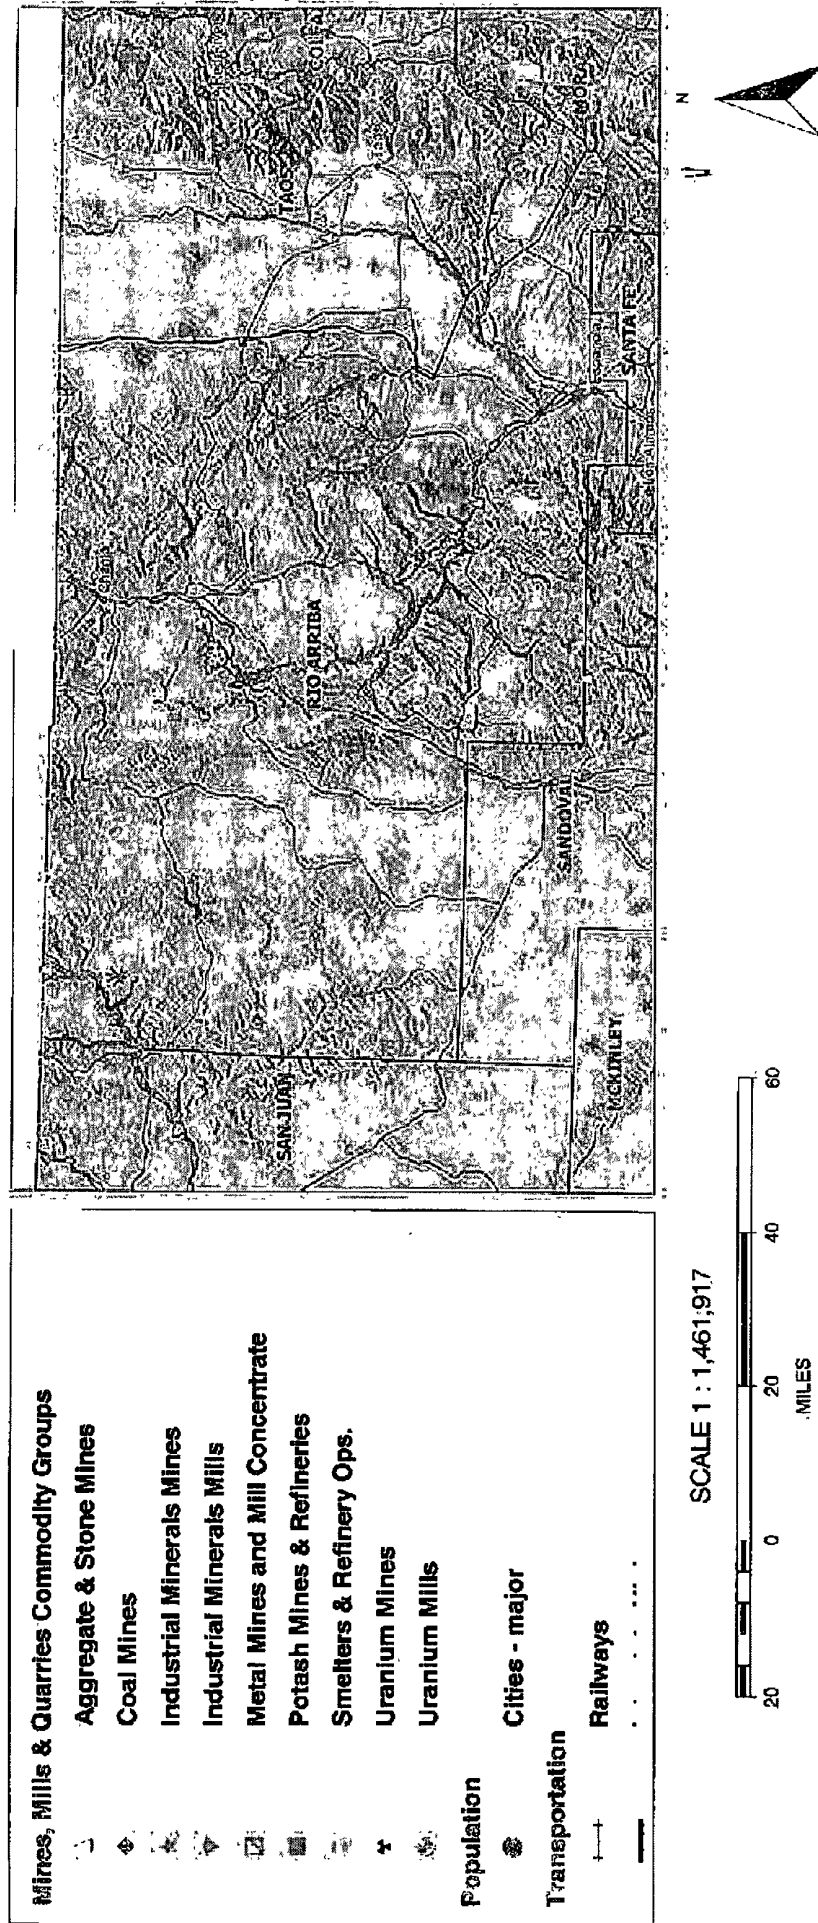 Mines, Mills & Quarries Commodity Groups
Aggregate & Stone Mines
Coal Mines
Industrial Minerals Mines
Industrial Minerals Mills
Metal Mines and Mill Concentrate
Potash Mines & Refineries
Smelters & Refinery Ops.
Uranium Mines
Uranium Mills
Population
Cities - major
Transportation
Railways
SAN JUAN
MCKINLEY
SANDOVAL
RIO ARRIBA
Chama
TAOS
Taos
COLFAX
MORA
SANTA FE
Los Alamos
N
SCALE 1 : 1,461,917
20 0 20 40 60
MILES